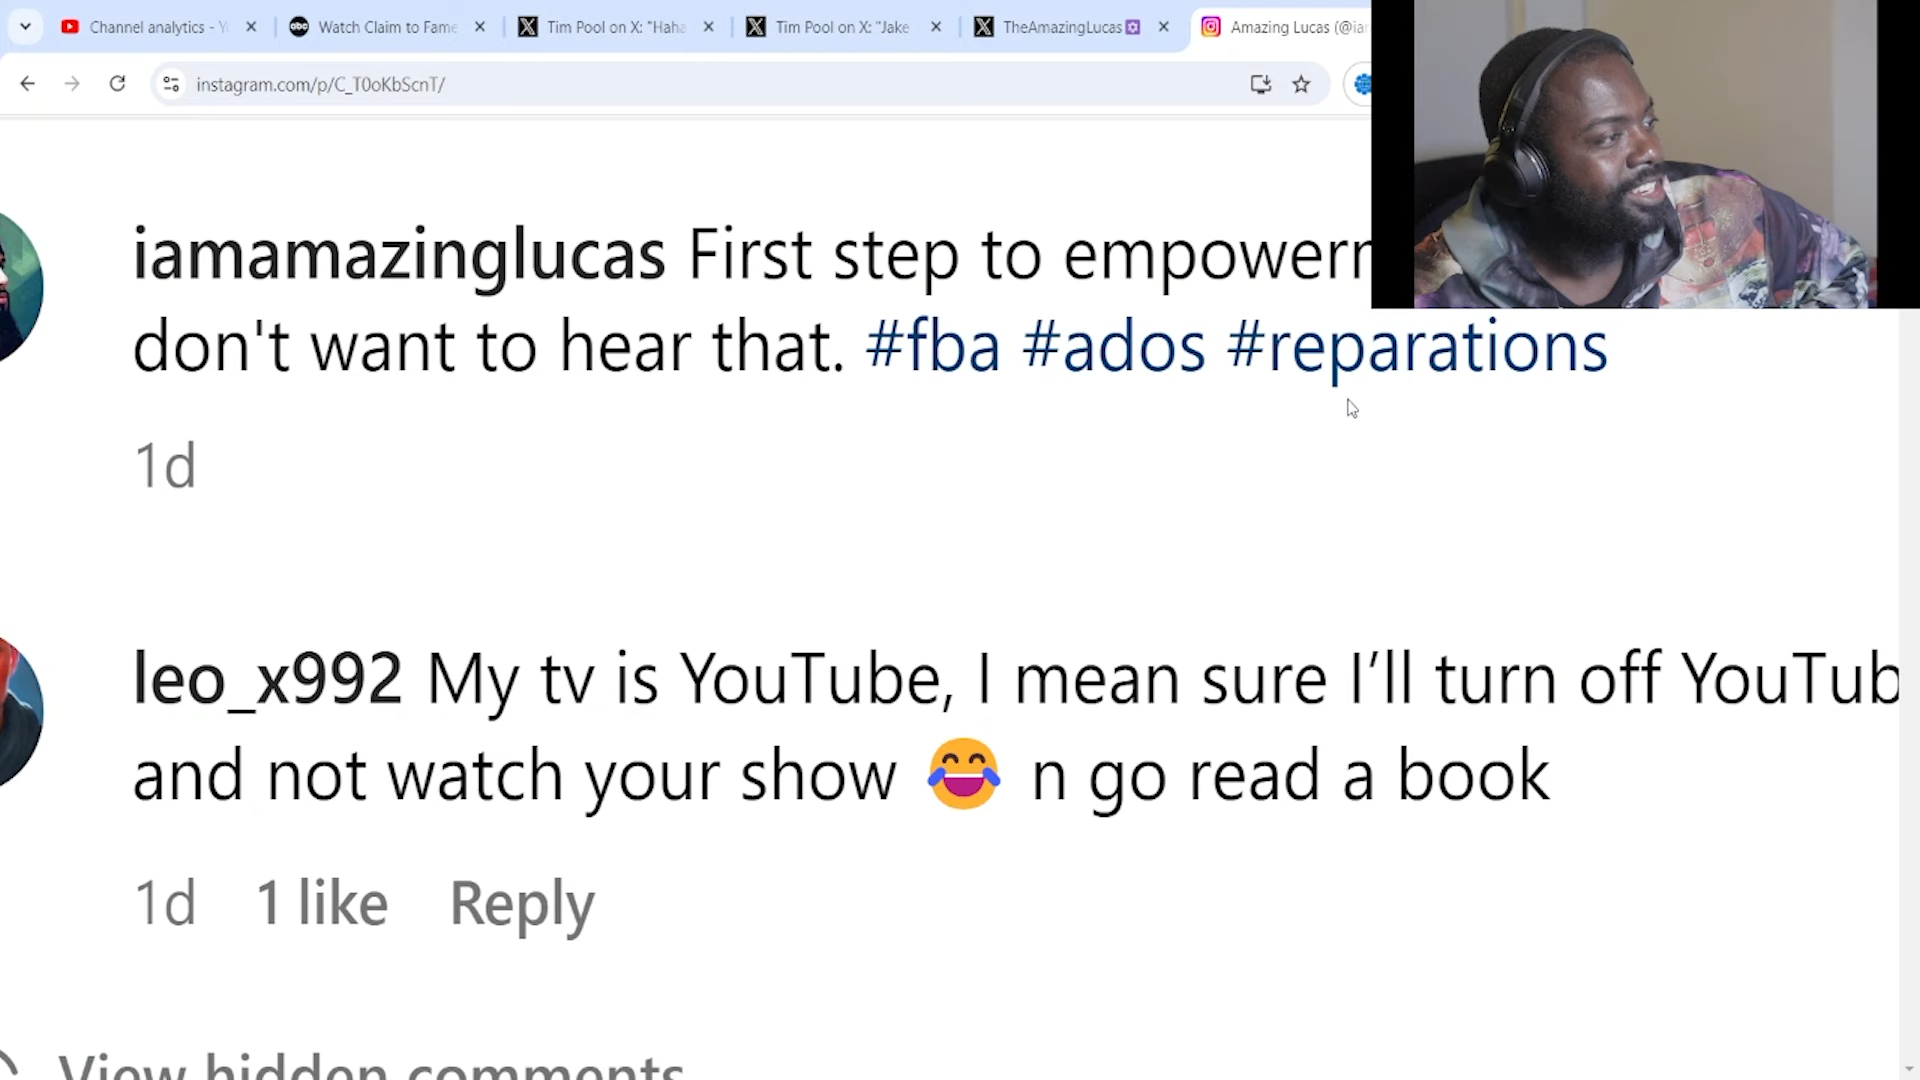 Channel analytics - Y
abc Watch Claim to Fame
Tim Pool on X: "Haha
Tim Pool on X: "Jake
TheAmazingLucas
Amazing Lucas (@iar
instagram.com/p/C_T0oKbScnT/
iamamazinglucas First step to empowerm
don't want to hear that. #fba #ados #reparations
1d
leo_x992 My tv is YouTube, I mean sure I’ll turn off YouTub
and not watch your show 😂 n go read a book
1d 1 like Reply
View hidden comments